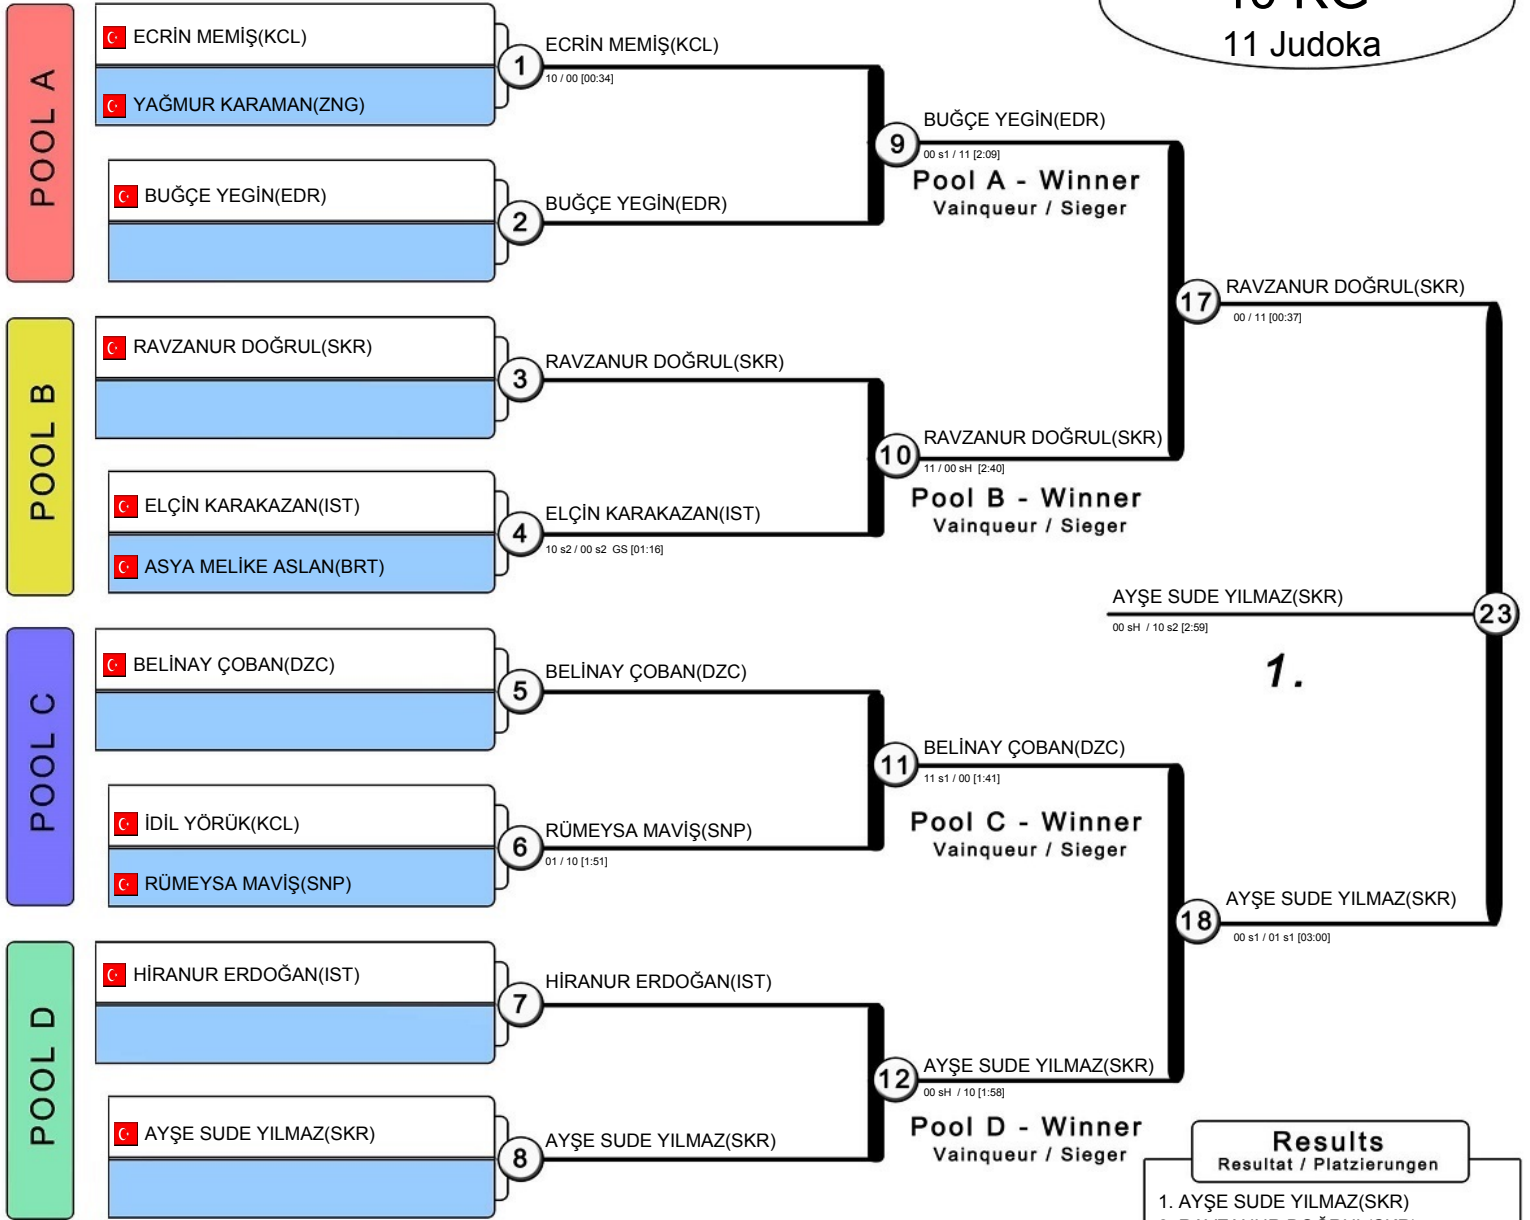 11 Judoka
POOL A
ECRİN MEMİŞ(KCL)
YAĞMUR KARAMAN(ZNG)
BUĞÇE YEGİN(EDR)
1
ECRİN MEMİŞ(KCL)
10 / 00 [00:34]
2
BUĞÇE YEGİN(EDR)
9
BUĞÇE YEGİN(EDR)
00 s1 / 11 [2:09]
Pool A - Winner
Vainqueur / Sieger
POOL B
RAVZANUR DOĞRUL(SKR)
ELÇİN KARAKAZAN(IST)
ASYA MELİKE ASLAN(BRT)
3
RAVZANUR DOĞRUL(SKR)
4
ELÇİN KARAKAZAN(IST)
10 s2 / 00 s2 GS [01:16]
10
RAVZANUR DOĞRUL(SKR)
11 / 00 sH [2:40]
Pool B - Winner
Vainqueur / Sieger
17
RAVZANUR DOĞRUL(SKR)
00 / 11 [00:37]
AYŞE SUDE YILMAZ(SKR)
23
00 sH / 10 s2 [2:59]
1.
POOL C
BELİNAY ÇOBAN(DZC)
İDİL YÖRÜK(KCL)
RÜMEYSA MAVİŞ(SNP)
5
BELİNAY ÇOBAN(DZC)
6
RÜMEYSA MAVİŞ(SNP)
01 / 10 [1:51]
11
BELİNAY ÇOBAN(DZC)
11 s1 / 00 [1:41]
Pool C - Winner
Vainqueur / Sieger
18
AYŞE SUDE YILMAZ(SKR)
00 s1 / 01 s1 [03:00]
POOL D
HİRANUR ERDOĞAN(IST)
AYŞE SUDE YILMAZ(SKR)
7
HİRANUR ERDOĞAN(IST)
8
AYŞE SUDE YILMAZ(SKR)
12
AYŞE SUDE YILMAZ(SKR)
00 sH / 10 [1:58]
Pool D - Winner
Vainqueur / Sieger
Results
Resultat / Platzierungen
1. AYŞE SUDE YILMAZ(SKR)